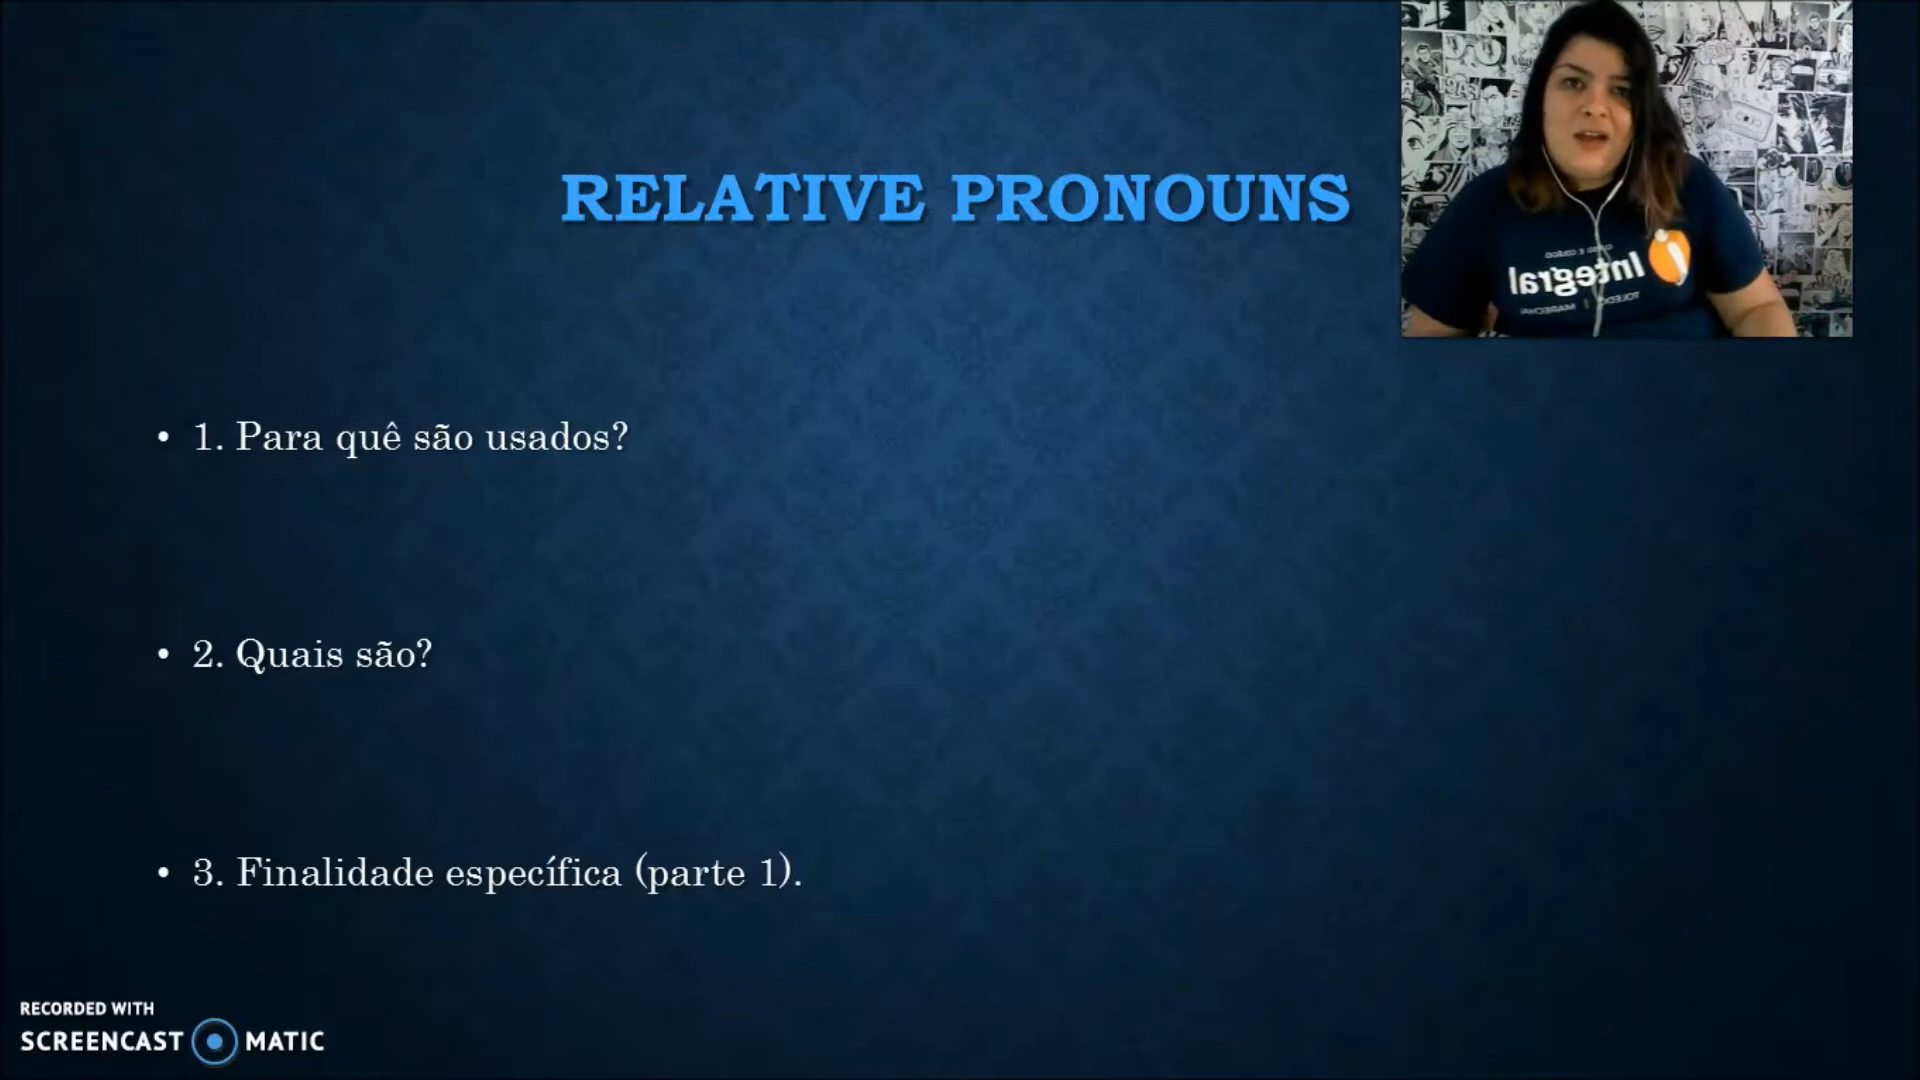 RELATIVE PRONOUNS
Integral
• 1. Para quê são usados?
• 2. Quais são?
• 3. Finalidade específica (parte 1).
RECORDED WITH
SCREENCAST MATIC